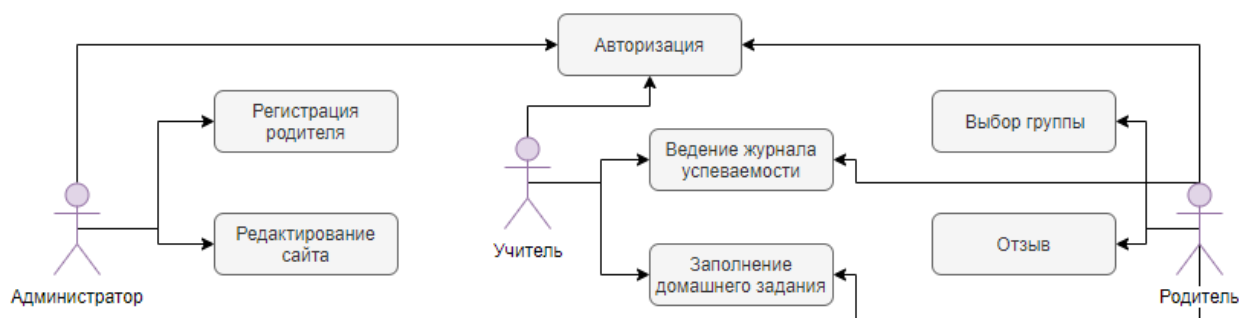 Авторизация
Регистрация
родителя
Выбор группы
Ведение журнала
успеваемости
Редактирование
сайта
Учитель
Отзыв
Заполнение
домашнего задания
Администратор
Родитель